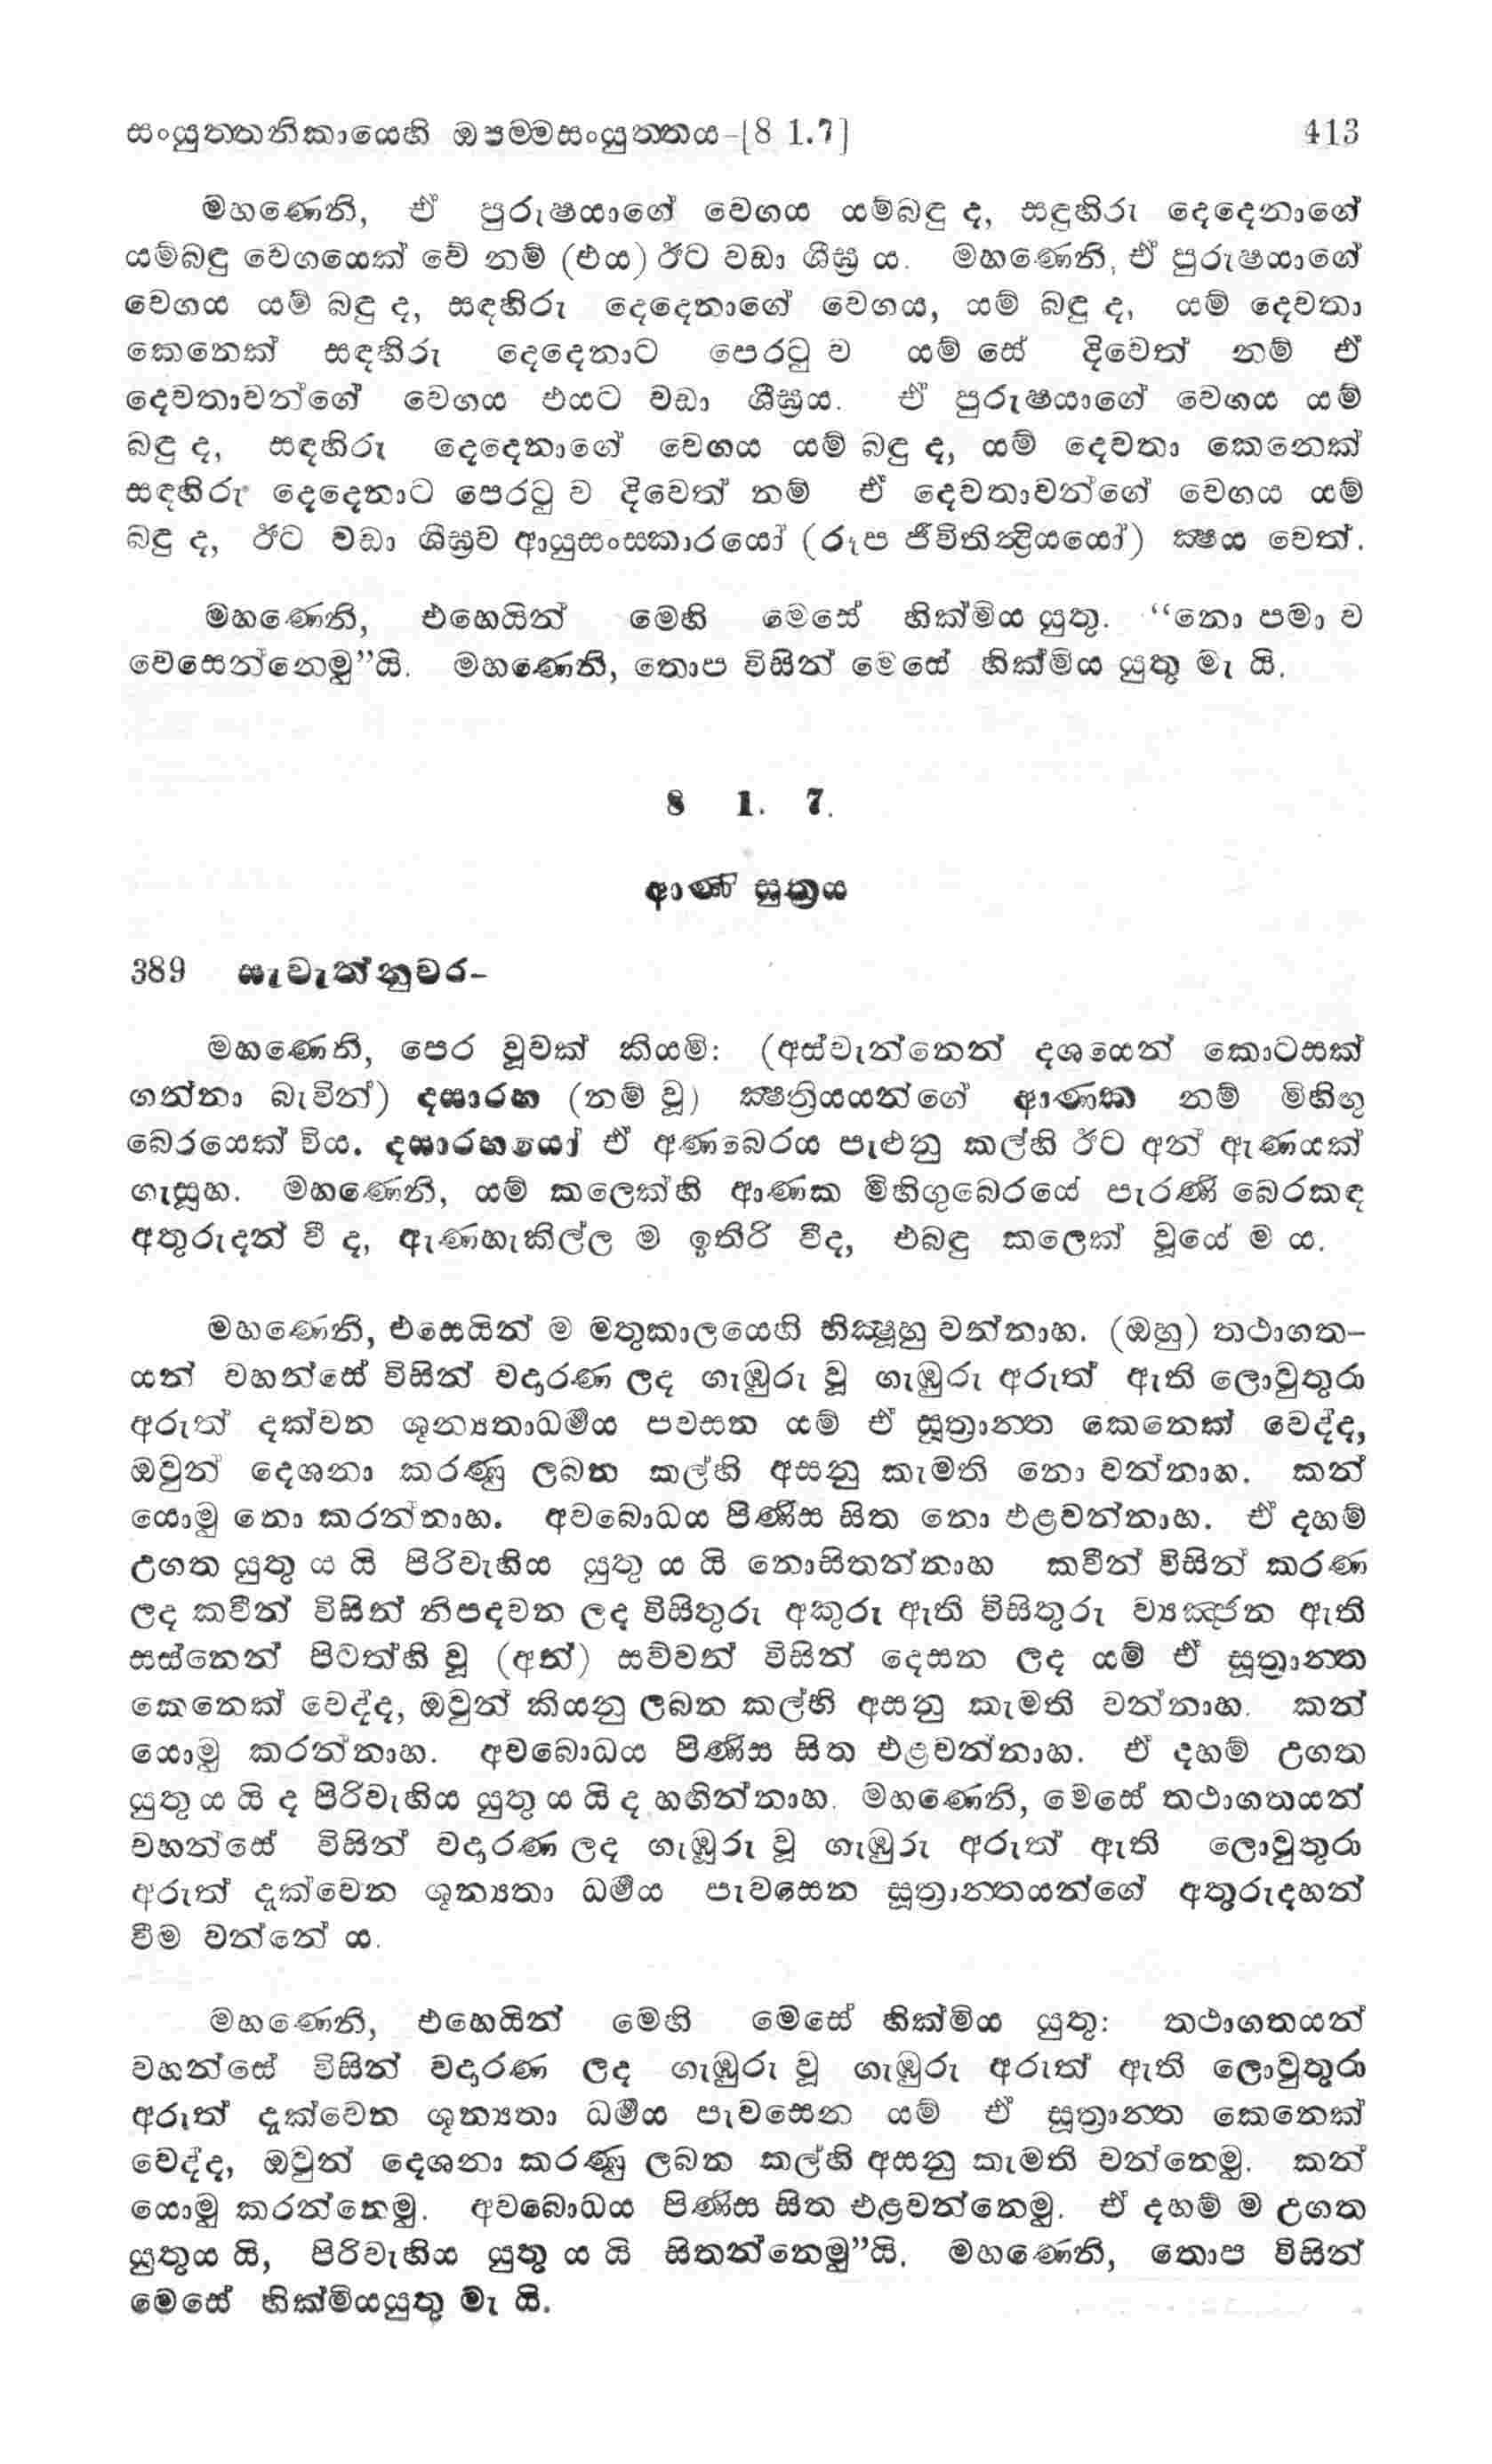 සංයුත්තනිකායෙහි ඔපම්මසංයුත්තය-[8 1.7] 413
මහණෙනි, ඒ පුරුෂයාගේ වෙගය යම්බඳු ද, සඳුහිරු දෙදෙනාගේ
යම්බඳු වෙගයෙක් වේ නම් (එය) ඊට වඩා ශීඝ්‍ර ය. මහණෙනි, ඒ පුරුෂයාගේ
වෙගය යම් බඳු ද, සඳහිරු දෙදෙනාගේ වෙගය, යම් බඳු ද, යම් දෙවතා
කෙනෙක් සඳහිරු දෙදෙනාට පෙරටු ව යම් සේ දිවෙත් නම් ඒ
දෙවතාවන්ගේ වෙගය එයට වඩා ශීඝ්‍රය. ඒ පුරුෂයාගේ වෙගය යම්
බඳු ද, සඳහිරු දෙදෙනාගේ වෙගය යම් බඳු ද, යම් දෙවතා කෙනෙක්
සඳහිරු දෙදෙනාට පෙරටු ව දිවෙත් නම් ඒ දෙවතාවන්ගේ වෙගය යම්
බඳු ද, ඊට වඩා ශීඝ්‍රව ආයුසංසකාරයෝ (රූප ජීවිතින්‍ද්‍රියයෝ) ක්‍ෂය වෙත්.
මහණෙනි, එහෙයින් මෙහි මෙසේ හික්මිය යුතු. “නො පමා ව
වෙසෙන්නෙමු”යි. මහණෙනි, තොප විසින් මෙසේ හික්මිය යුතු මැ යි.
8 1. 7.
ආණි සූත්‍රය
389 සැවැත්නුවර-
මහණෙනි, පෙර වූවක් කියමි: (අස්වැන්නෙන් දශයෙන් කොටසක්
ගන්නා බැවින්) දසාරහ (නම් වූ) ක්‍ෂත්‍රියයන්ගේ ආණක නම් මිහිඟු
බෙරයෙක් විය. දසාරහයෝ ඒ අණබෙරය පැළුනු කල්හි ඊට අන් ඇණයක්
ගැසූහ. මහණෙනි, යම් කලෙක්හි ආණක මිහිගුබෙරයේ පැරණි බෙරකඳ
අතුරුදන් වී ද, ඇණහැකිල්ල ම ඉතිරි වීද, එබඳු කලෙක් වූයේ ම ය.
මහණෙනි, එසෙයින් ම මතුකාලයෙහි භික්‍ෂූහු වන්නාහ. (ඔහු) තථාගත-
යන් වහන්සේ විසින් වදාරණ ලද ගැඹුරු වූ ගැඹුරු අරුත් ඇති ලොවුතුරා
අරුත් දක්වන ශූන්‍යතාධර්‍මය පවසන යම් ඒ සූත්‍රාන්ත කෙනෙක් වෙද්ද,
ඔවුන් දෙශනා කරණු ලබන කල්හි අසනු කැමති නො වන්නාහ. කන්
යොමු නො කරන්නාහ. අවබොධය පිණිස සිත නො එළවන්නාහ. ඒ දහම්
උගත යුතු ය යි පිරිවැහිය යුතු ය යි නොසිතන්නාහ කවීන් විසින් කරණ
ලද කවීන් විසින් නිපදවන ලද විසිතුරු අකුරු ඇති විසිතුරු ව්‍යඤ්ජන ඇති
සස්නෙන් පිටත්හි වූ (අන්) සව්වන් විසින් දෙසන ලද යම් ඒ සූත්‍රාන්ත
කෙනෙක් වෙද්ද, ඔවුන් කියනු ලබන කල්හි අසනු කැමති වන්නාහ. කන්
යොමු කරන්නාහ. අවබොධය පිණිස සිත එළවන්නාහ. ඒ දහම් උගත
යුතු ය යි ද පිරිවැහිය යුතු ය යි ද හඟින්නාහ. මහණෙනි, මෙසේ තථාගතයන්
වහන්සේ විසින් වදාරණ ලද ගැඹුරු වූ ගැඹුරු අරුත් ඇති ලොවුතුරා
අරුත් දැක්වෙන ශූන්‍යතා ධර්‍මය පැවසෙන සූත්‍රාන්තයන්ගේ අතුරුදහන්
වීම වන්නේ ය.
මහණෙනි, එහෙයින් මෙහි මෙසේ හික්මිය යුතු: තථාගතයන්
වහන්සේ විසින් වදාරණ ලද ගැඹුරු වූ ගැඹුරු අරුත් ඇති ලොවුතුරා
අරුත් දැක්වෙන ශූන්‍යතා ධර්‍මය පැවසෙන යම් ඒ සූත්‍රාන්ත කෙනෙක්
වෙද්ද, ඔවුන් දෙශනා කරණු ලබන කල්හි අසනු කැමති වන්නෙමු. කන්
යොමු කරන්නෙමු. අවබොධය පිණිස සිත එළවන්නෙමු. ඒ දහම් ම උගත
යුතුය යි, පිරිවැහිය යුතු ය යි සිතන්නෙමු”යි. මහණෙනි, තොප විසින්
මෙසේ හික්මියයුතු මැ යි.